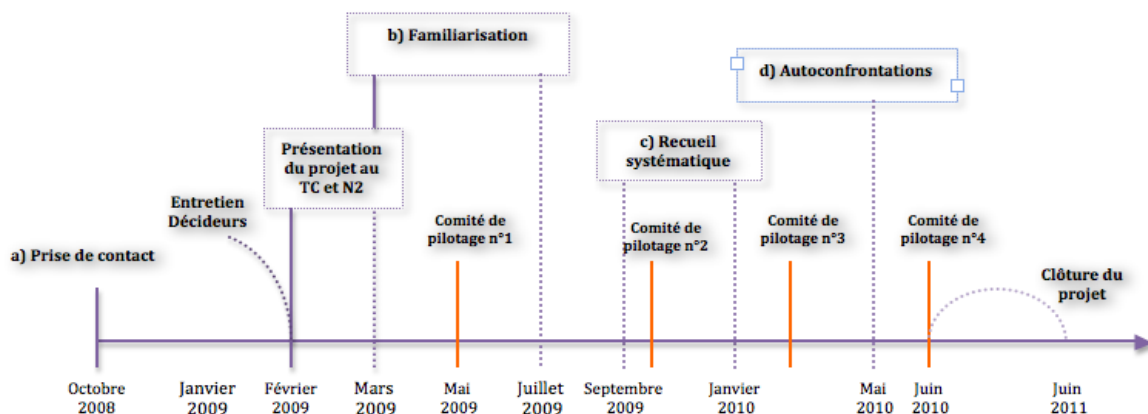 b) Familiarisation
d) Autoconfrontations
Présentation
du projet au
TC et N2
c) Recueil
systématique
Entretien
Décideurs
a) Prise de contact
Comité de
pilotage n°1
Comité de
pilotage n°2
Comité de
pilotage n°3
Comité de
pilotage n°4
Clôture du
projet
Octobre
2008
Janvier
2009
Février
2009
Mars
2009
Mai
2009
Juillet
2009
Septembre
2009
Janvier
2010
Mai
2010
Juin
2010
Juin
2011